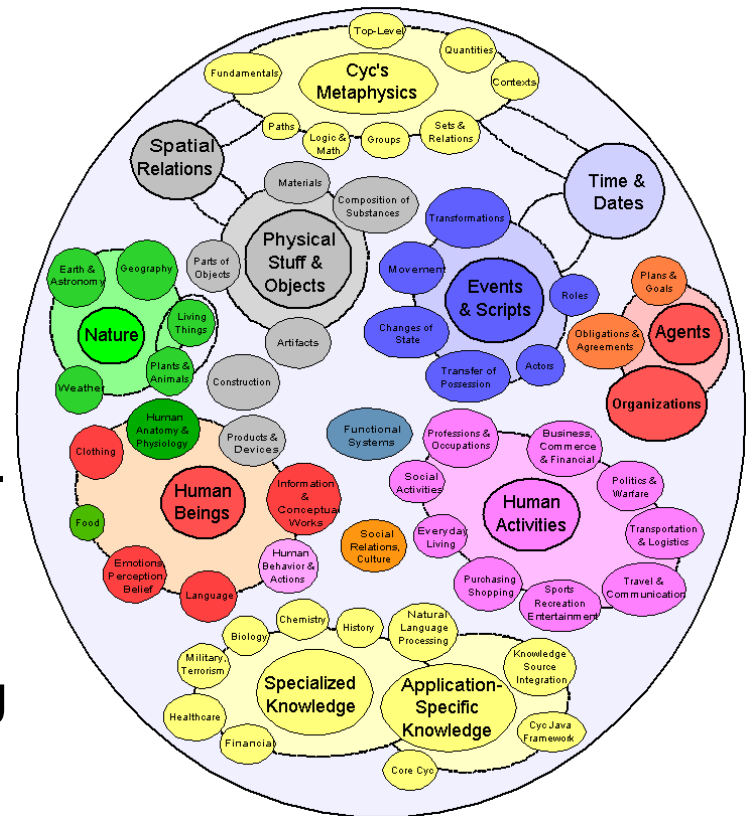 Top-Level
Quantities
Fundamentals
Cyc's
Metaphysics
Contexts
Paths
Logic &
Math
Groups
Sets &
Relations
Spatial
Relations
Time &
Dates
Materials
Composition of
Substances
Physical
Stuff &
Objects
Parts of
Objects
Artifacts
Construction
Products &
Devices
Transformations
Movement
Events
& Scripts
Roles
Changes of
State
Transfer of
Possession
Actors
Plans &
Goals
Obligations &
Agreements
Agents
Organizations
Earth &
Astronomy
Geography
Nature
Living
Things
Plants &
Animals
Weather
Human
Anatomy &
Physiology
Clothing
Human
Beings
Information
&
Conceptual
Works
Food
Emotions,
Perception
Belief
Language
Human
Behavior &
Actions
Functional
Systems
Social
Relations,
Culture
Professions &
Occupations
Business,
Commerce
& Financial
Social
Activities
Human
Activities
Politics &
Warfare
Everyday
Living
Transportation
& Logistics
Purchasing
Shopping
Sports
Recreation
Entertainment
Travel &
Communication
Biology
Chemistry
History
Natural
Language
Processing
Military,
Terrorism
Specialized
Knowledge
Application-
Specific
Knowledge
Knowledge
Source
Integration
g
Healthcare
Financial
Cyc Java
Framework
Core Cyc